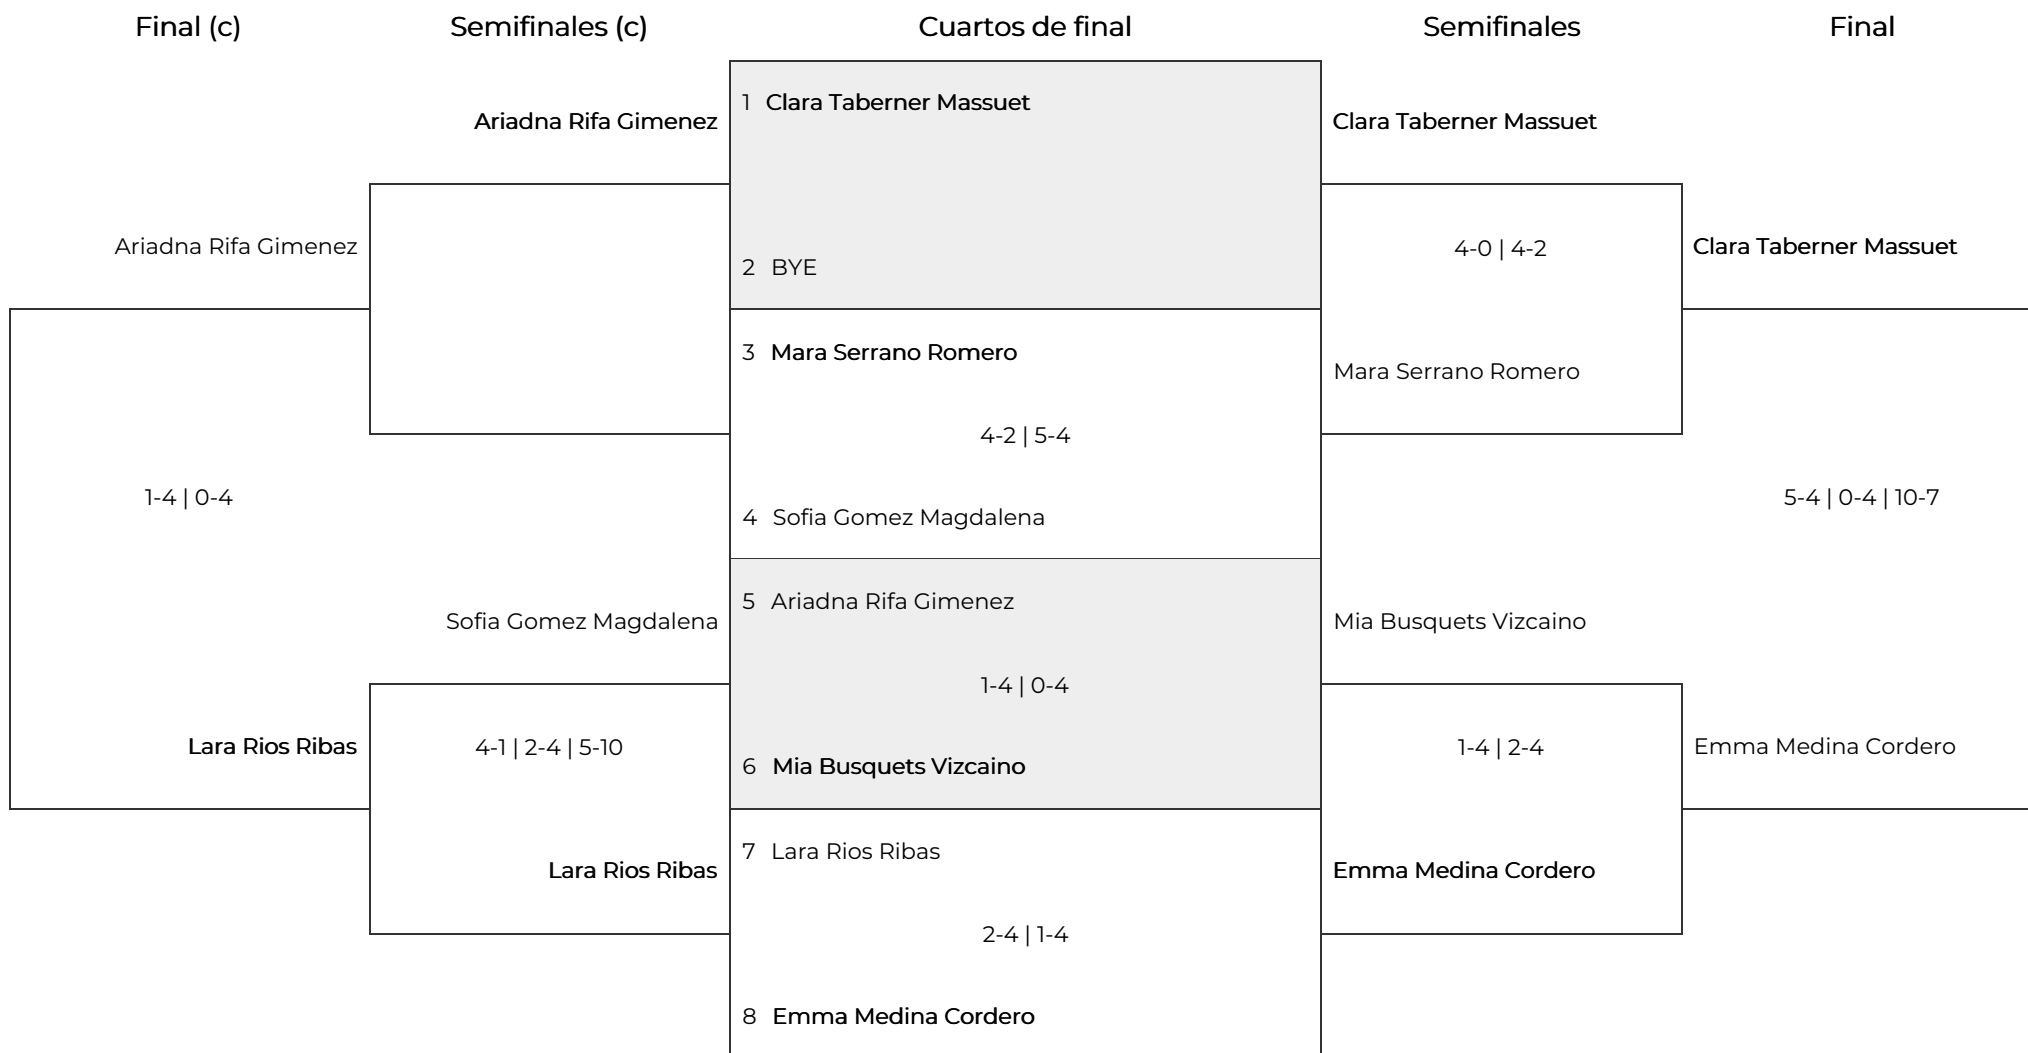 Final (c)
Semifinales (c)
Cuartos de final
Semifinales
Final
1 Clara Taberner Massuet
Ariadna Rifa Gimenez
Clara Taberner Massuet
Ariadna Rifa Gimenez
4-0 | 4-2
Clara Taberner Massuet
2 BYE
3 Mara Serrano Romero
Mara Serrano Romero
4-2 | 5-4
1-4 | 0-4
5-4 | 0-4 | 10-7
4 Sofia Gomez Magdalena
5 Ariadna Rifa Gimenez
Sofia Gomez Magdalena
Mia Busquets Vizcaino
1-4 | 0-4
Lara Rios Ribas
4-1 | 2-4 | 5-10
1-4 | 2-4
Emma Medina Cordero
6 Mia Busquets Vizcaino
7 Lara Rios Ribas
Lara Rios Ribas
Emma Medina Cordero
2-4 | 1-4
8 Emma Medina Cordero